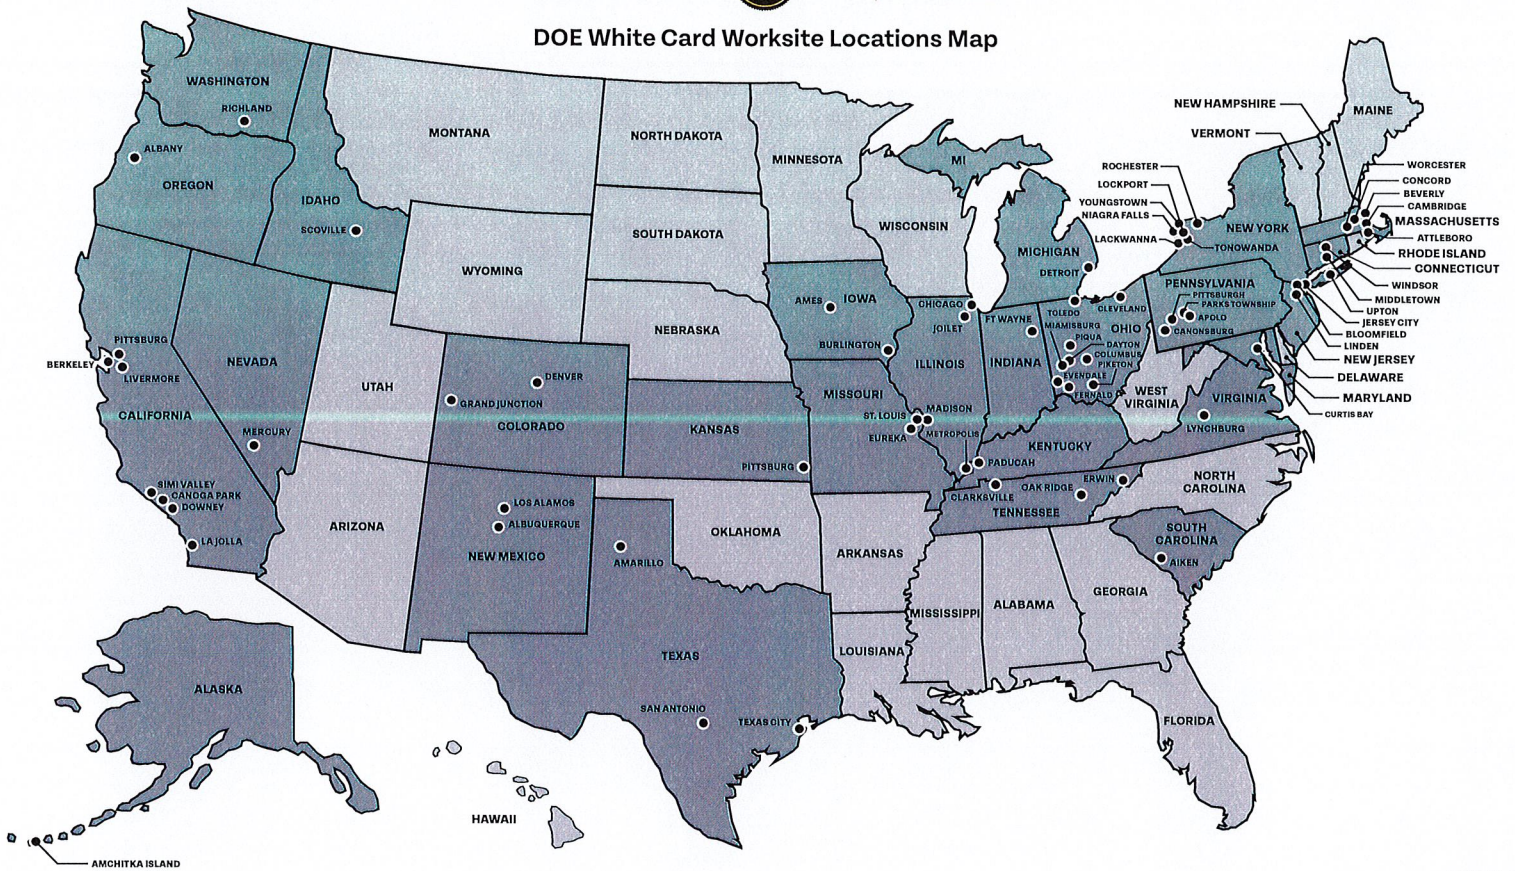 DOE White Card Worksite Locations Map
WASHINGTON
RICHLAND
ALBANY
OREGON
IDAHO
SCOVILLE
MONTANA
WYOMING
NORTH DAKOTA
SOUTH DAKOTA
NEBRASKA
MINNESOTA
WISCONSIN
MI
MICHIGAN
DETROIT
NEW HAMPSHIRE
VERMONT
MAINE
ROCHESTER
LOCKPORT
YOUNGSTOWN
NIAGRA FALLS
LACKWANNA
TONOWANDA
NEW YORK
WORCESTER
CONCORD
BEVERLY
CAMBRIDGE
MASSACHUSETTS
ATTLEBORO
RHODE ISLAND
CONNECTICUT
WINDSOR
MIDDLETOWN
UPTON
JERSEY CITY
BLOOMFIELD
LINDEN
NEW JERSEY
DELAWARE
MARYLAND
CURTIS BAY
PENNSYLVANIA
PITTSBURGH
PARKS TOWNSHIP
APOLO
CANONSBURG
PITTSBURG
BERKELEY
LIVERMORE
CALIFORNIA
NEVADA
MERCURY
SIMI VALLEY
CANOGA PARK
DOWNEY
LA JOLLA
UTAH
ARIZONA
DENVER
GRAND JUNCTION
COLORADO
LOS ALAMOS
ALBUQUERQUE
NEW MEXICO
KANSAS
PITTSBURG
OKLAHOMA
AMARILLO
TEXAS
SAN ANTONIO
TEXAS CITY
AMES
IOWA
BURLINGTON
MISSOURI
ST. LOUIS
EUREKA
CHICAGO
JOILET
ILLINOIS
MADISON
METROPOLIS
FT WAYNE
INDIANA
TOLEDO
CLEVELAND
MIAMISBURG
OHIO
PIQUA
DAYTON
COLUMBUS
PIKETON
EVENDALE
FERNALD
WEST
VIRGINIA
VIRGINIA
LYNCHBURG
KENTUCKY
PADUCAH
CLARKSVILLE
OAK RIDGE
ERWIN
TENNESSEE
NORTH
CAROLINA
SOUTH
CAROLINA
AIKEN
ARKANSAS
LOUISIANA
MISSISSIPPI
ALABAMA
GEORGIA
FLORIDA
ALASKA
AMCHITKA ISLAND
HAWAII